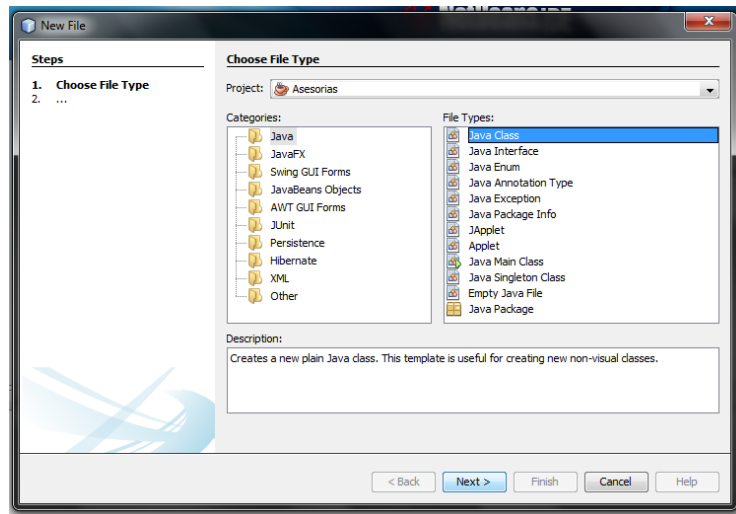 New File
Steps
1. Choose File Type
2. ...
Choose File Type
Project: Asesorias
Categories:
Java
JavaFX
Swing GUI Forms
JavaBeans Objects
AWT GUI Forms
JUnit
Persistence
Hibernate
XML
Other
File Types:
Java Class
Java Interface
Java Enum
Java Annotation Type
Java Exception
Java Package Info
JApplet
Applet
Java Main Class
Java Singleton Class
Empty Java File
Java Package
Description:
Creates a new plain Java class. This template is useful for creating new non-visual classes.
< Back
Next >
Finish
Cancel
Help